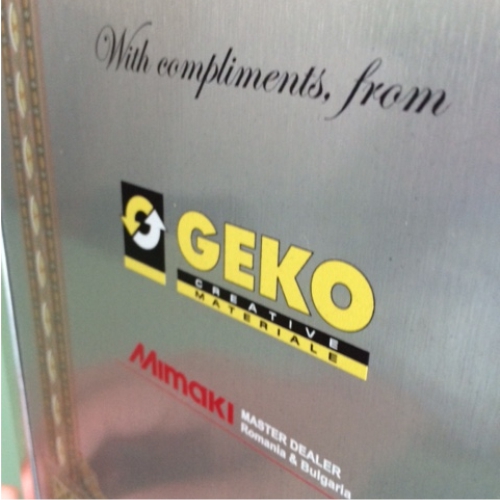 With compliments, from
GEKO
CREATIVE
MATERIALE
Mimaki
MASTER DEALER
Romania & Bulgaria